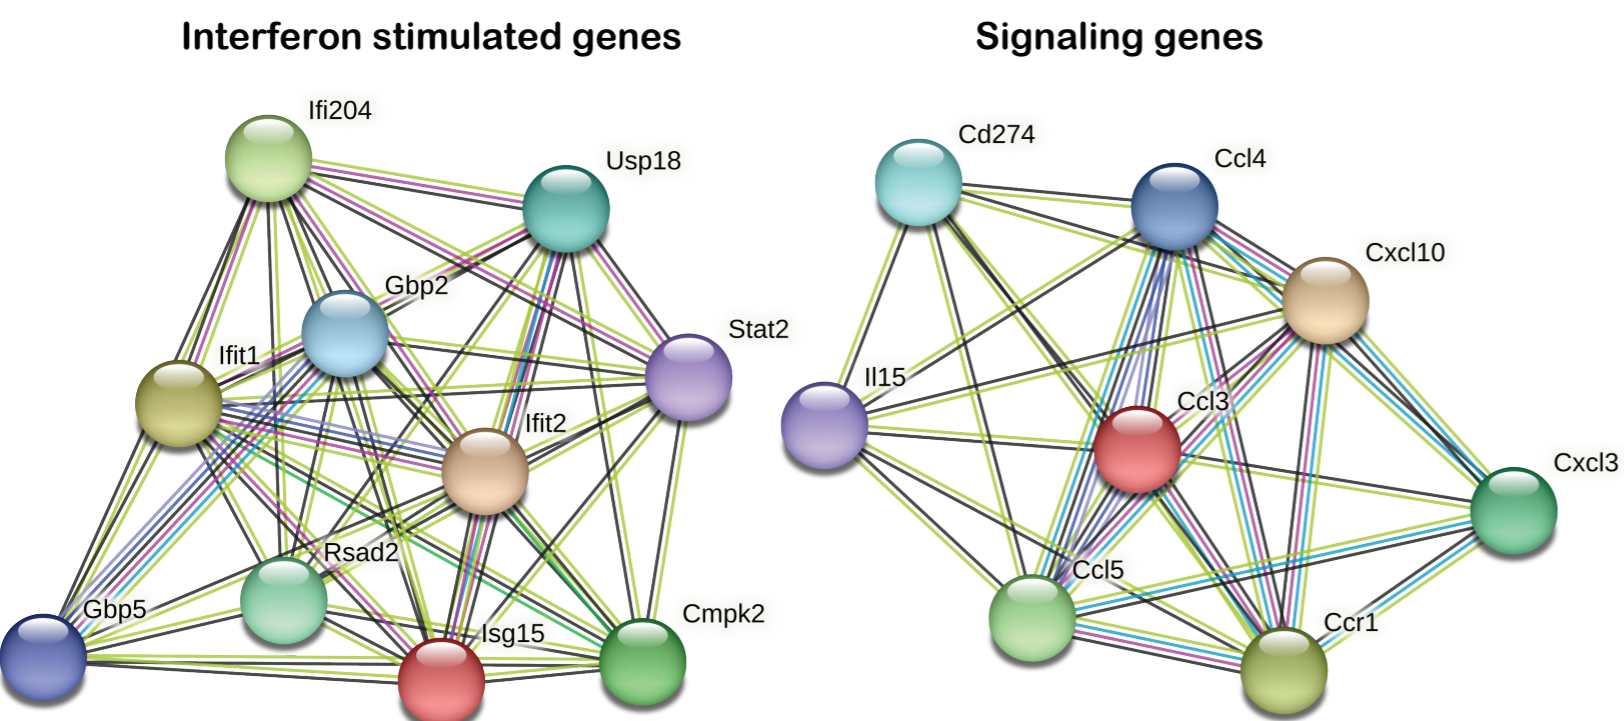 Interferon stimulated genes
Signaling genes
Ifi204
Usp18
Gbp2
Stat2
Ifit1
Ifit2
Rsad2
Gbp5
Isg15
Cmpk2
Cd274
Ccl4
Cxcl10
Il15
Ccl3
Cxcl3
Ccl5
Ccr1